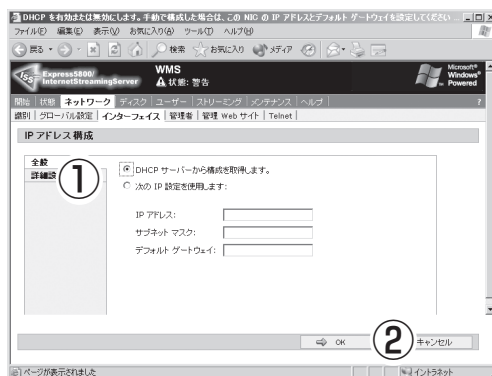 DHCP を有効または無効にします。手動で構成した場合は、この NIC の IP アドレスとデフォルト ゲートウェイを設定してください
ファイル(F) 編集(E) 表示(V) お気に入り(A) ツール(T) ヘルプ(H)
戻る 検索 お気に入り メディア
Express5800/
InternetStreamingServer
ISS
WMS
状態: 警告
Microsoft®
Windows®
Powered
開始 状態 ネットワーク ディスク ユーザー ストリーミング メンテナンス ヘルプ ?
識別 グローバル設定 インターフェイス 管理者 管理 Web サイト Telnet
IP アドレス構成
全般
詳細設
①
DHCP サーバーから構成を取得します。
次の IP 設定を使用します:
IP アドレス:
サブネット マスク:
デフォルト ゲートウェイ:
OK
②
キャンセル
ページが表示されました
イントラネット